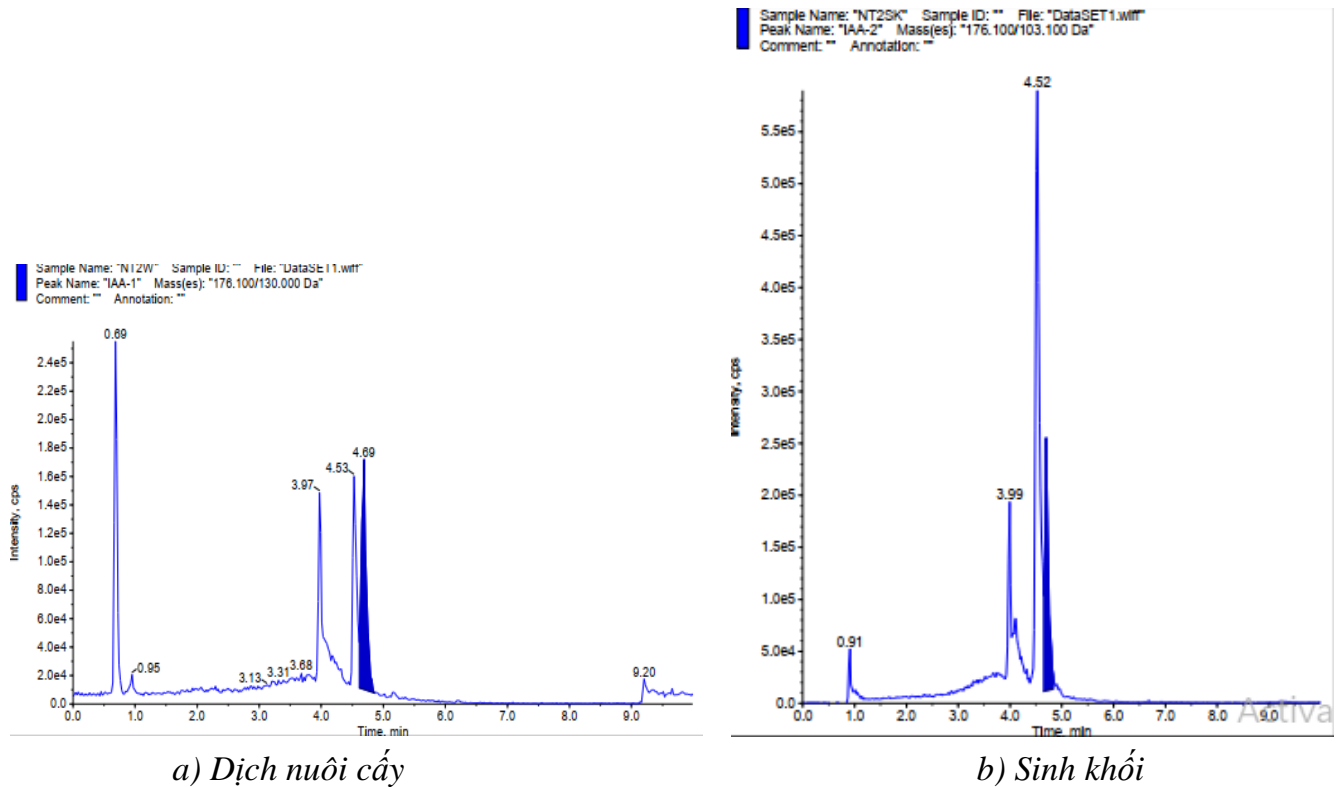 Sample Name: "NT2SK" Sample ID: "" File: "DataSET1.wiff"
Peak Name: "IAA-2" Mass(es): "176.100/103.100 Da"
Comment: "" Annotation: ""
4.52
5.5e5
5.0e5
4.5e5
4.0e5
3.5e5
3.0e5
2.5e5
2.0e5
1.5e5
1.0e5
5.0e4
0.0
Intensity, cps
3.99
0.91
0.0 1.0 2.0 3.0 4.0 5.0 6.0 7.0 8.0 9.0
Time, min
Activa
Sample Name: "NT2W" Sample ID: "" File: "DataSET1.wiff"
Peak Name: "IAA-1" Mass(es): "176.100/130.000 Da"
Comment: "" Annotation: ""
0.69
2.4e5
2.2e5
2.0e5
1.8e5
1.6e5
1.4e5
1.2e5
1.0e5
8.0e4
6.0e4
4.0e4
2.0e4
0.0
Intensity, cps
4.69
4.53
3.97
0.95
3.13
3.31
3.68
9.20
0.0 1.0 2.0 3.0 4.0 5.0 6.0 7.0 8.0 9.0
Time, min
a) Dịch nuôi cấy
b) Sinh khối